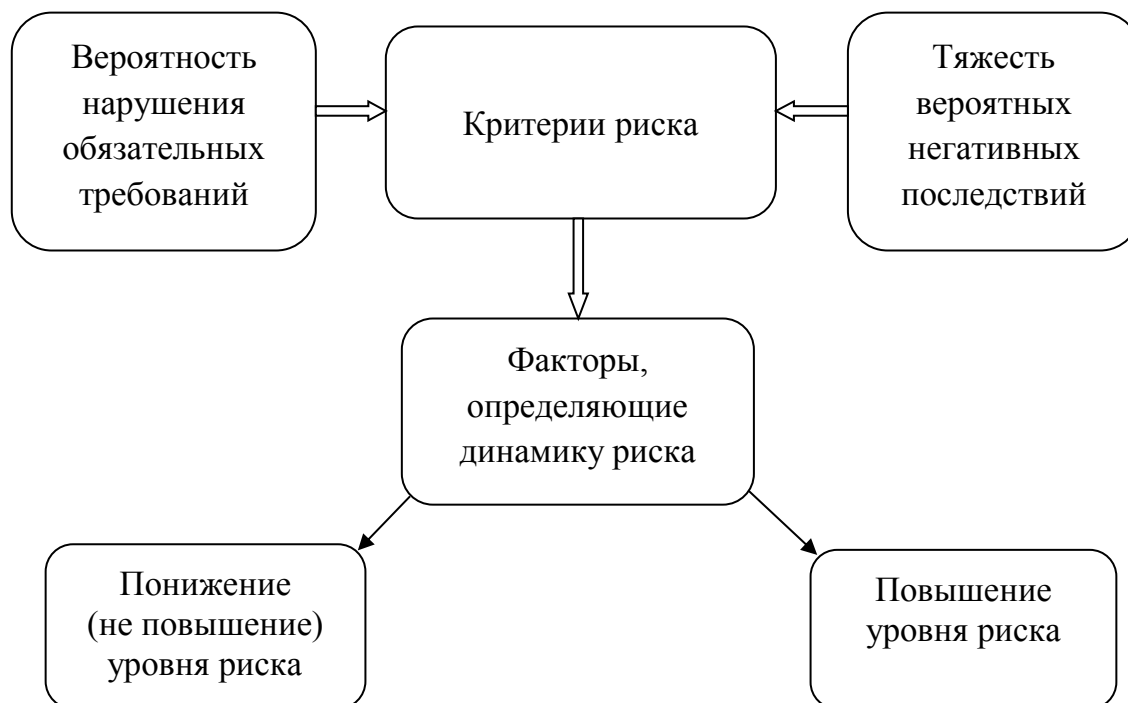 Вероятность
нарушения
обязательных
требований
Критерии риска
Тяжесть
вероятных
негативных
последствий
Факторы,
определяющие
динамику риска
Понижение
(не повышение)
уровня риска
Повышение
уровня риска